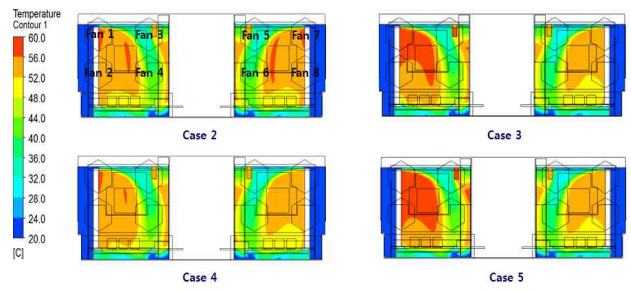 Temperature
Contour 1
60.0
56.0
52.0
48.0
44.0
40.0
36.0
32.0
28.0
24.0
20.0
[C]
Fan 1 Fan 3 Fan 5 Fan 7
Fan 2 Fan 4 Fan 6 Fan 8
Case 2
Case 3
Case 4
Case 5